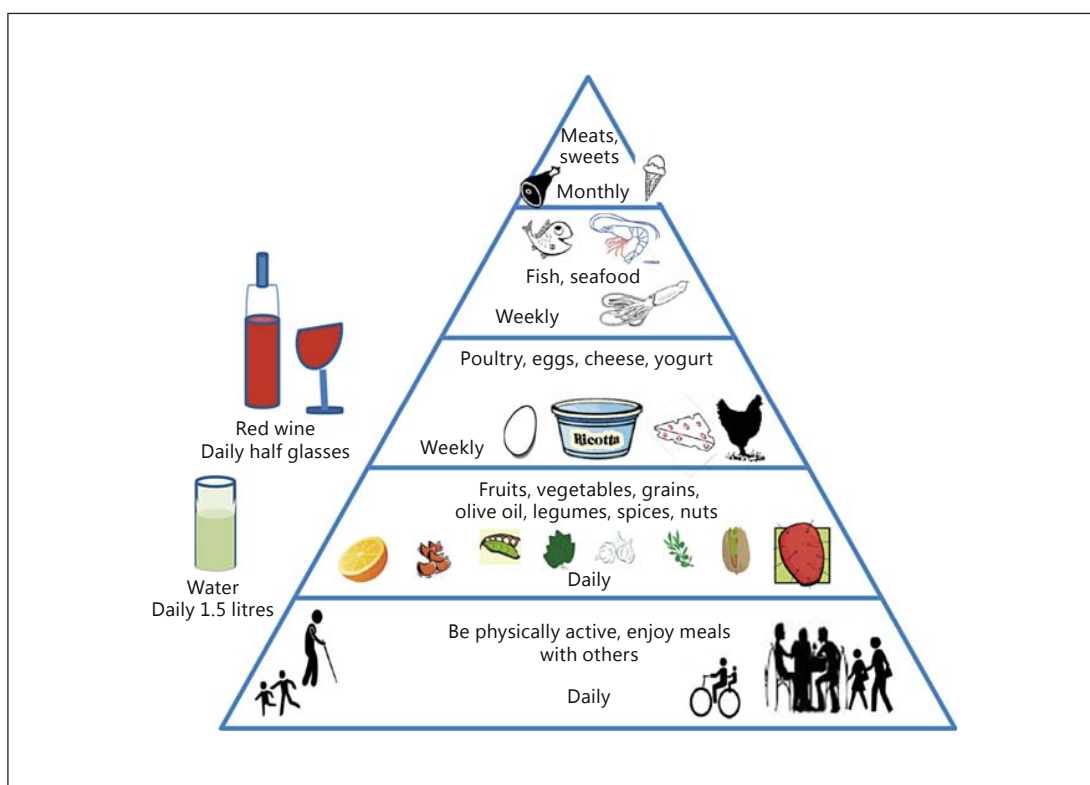 Meats,
sweets
Monthly
Fish, seafood
Weekly
Poultry, eggs, cheese, yogurt
Weekly
Ricotta
Red wine
Daily half glasses
Fruits, vegetables, grains,
olive oil, legumes, spices, nuts
Daily
Water
Daily 1.5 litres
Be physically active, enjoy meals
with others
Daily